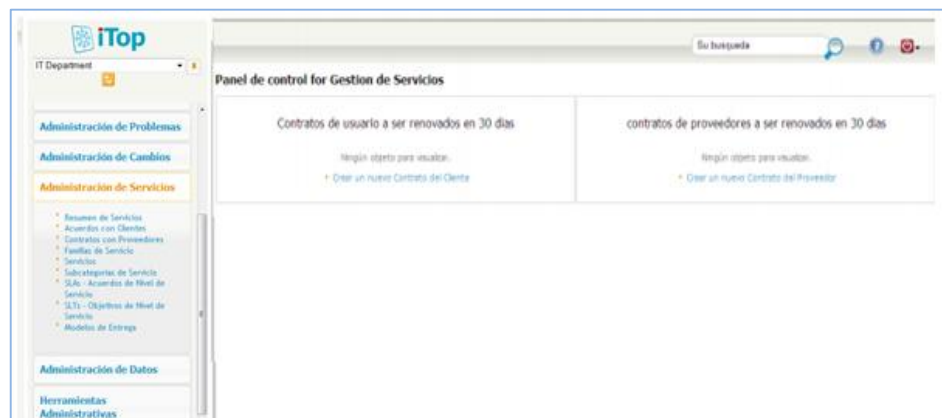 iTop
Su busqueda
IT Department
Panel de control for Gestion de Servicios
Administración de Problemas
Administración de Cambios
Administración de Servicios
Resumen de Servicios
Acuerdos con Clientes
Contratos con Proveedores
Familias de Servicio
Servicios
Subcategorías de Servicio
SLAs - Acuerdos de Nivel de
Servicio
SLTs - Objetivos de Nivel de
Servicio
Modelos de Entrega
Administración de Datos
Herramientas
Administrativas
Contratos de usuario a ser renovados en 30 días
Ningún objeto para visualizar.
Crear un nuevo Contrato del Cliente
contratos de proveedores a ser renovados en 30 días
Ningún objeto para visualizar.
Crear un nuevo Contrato del Proveedor